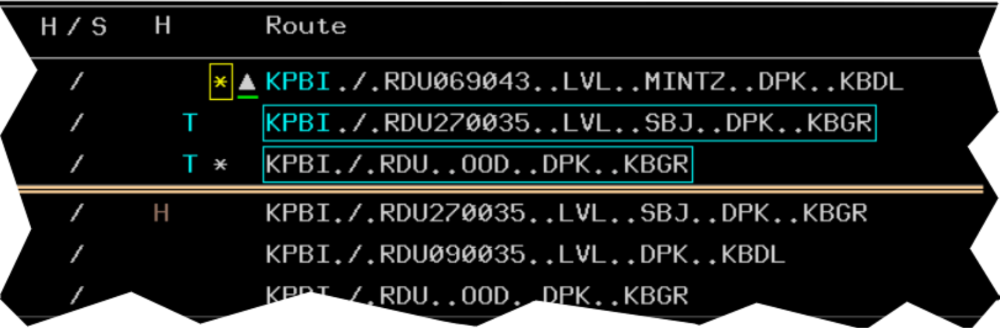 H / S H Route
/ * ▲ KPBI./.RDU069043..LVL..MINTZ..DPK..KBDL
/ T KPBI./.RDU270035..LVL..SBJ..DPK..KBGR
/ T * KPBI./.RDU..OOD..DPK..KBGR
/ H KPBI./.RDU270035..LVL..SBJ..DPK..KBGR
/ KPBI./.RDU090035..LVL..DPK..KBDL
/ KPBI./.RDU..OOD..DPK..KBGR